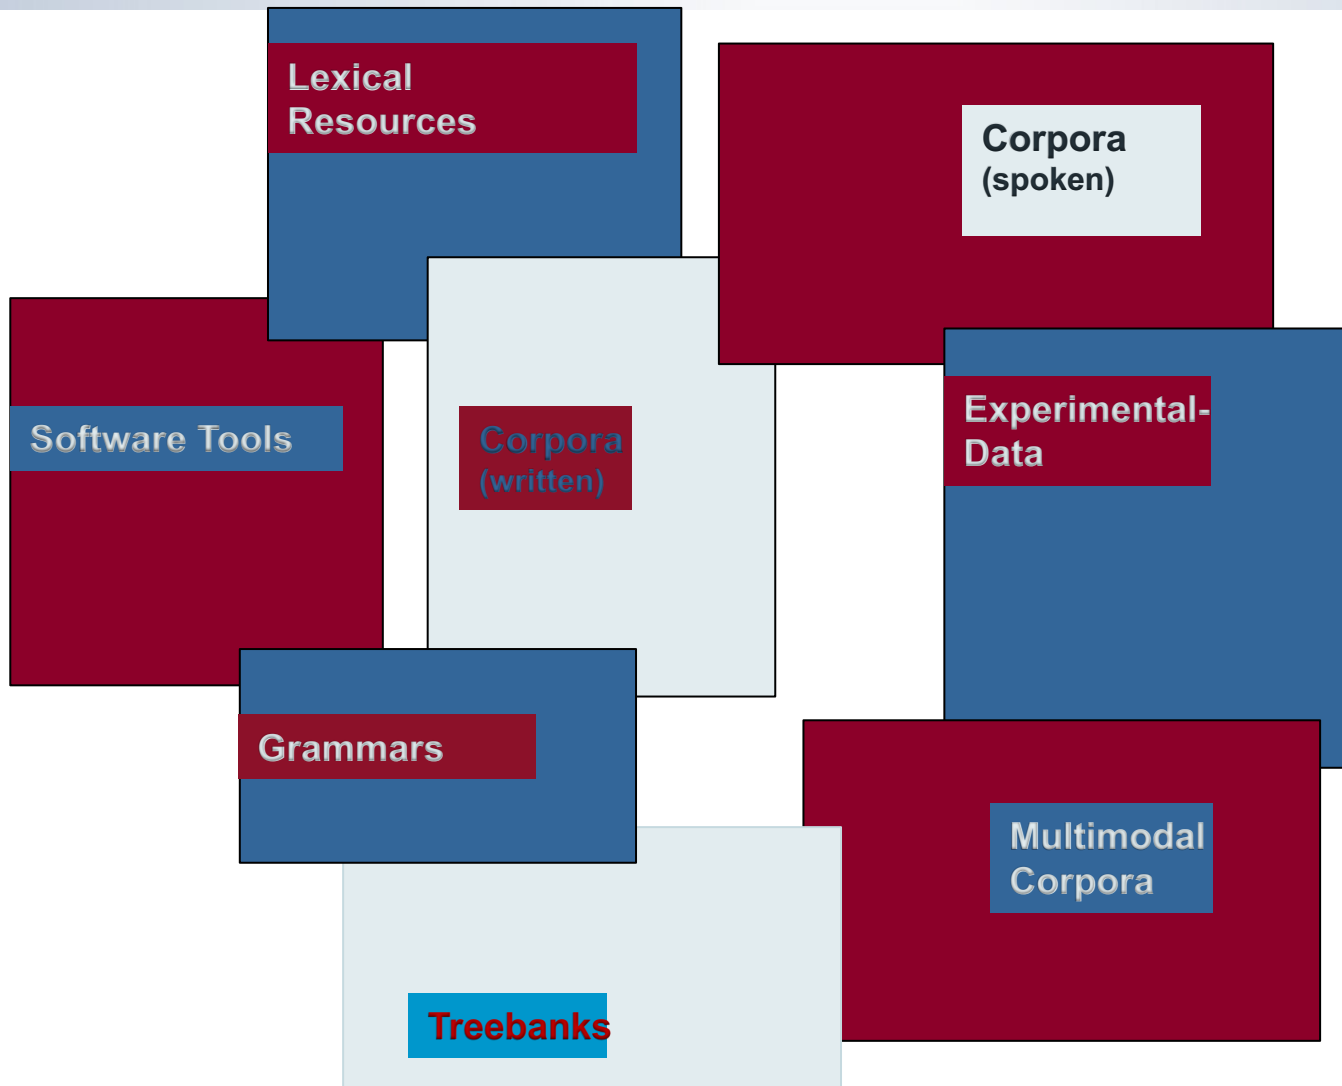 Lexical
Resources
Corpora
(spoken)
Software Tools
Corpora
(written)
Experimental-
Data
Grammars
Multimodal
Corpora
Treebanks